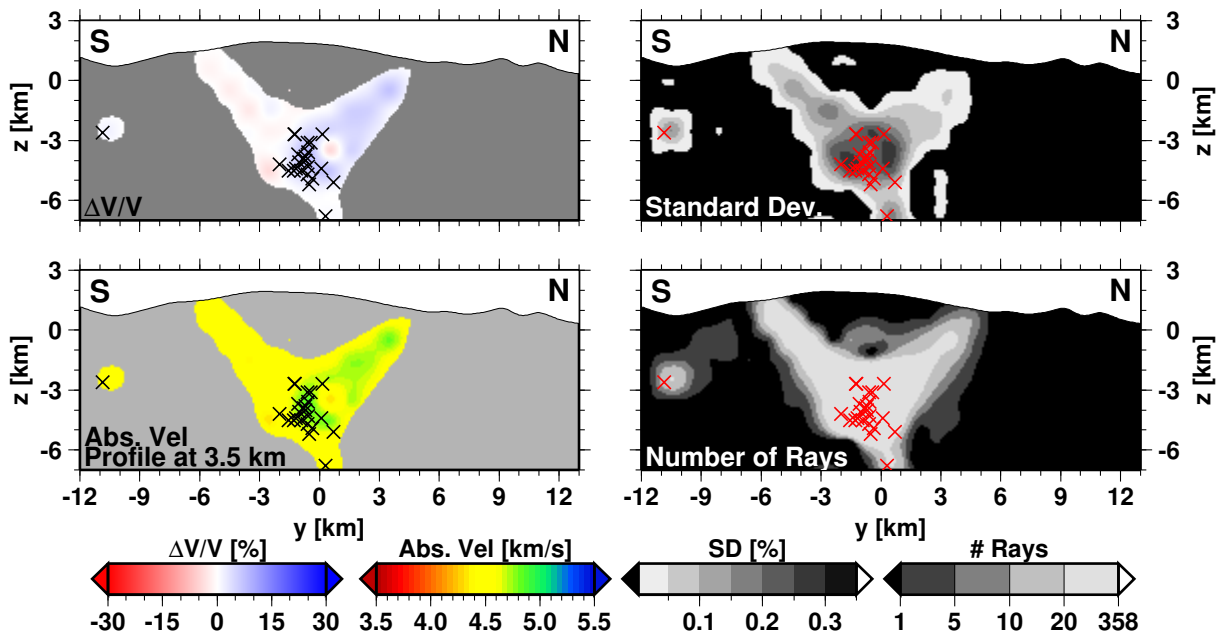 S N
ΔV/V
z [km]
3
0
-3
-6
S N
Standard Dev.
3
0
-3
-6
z [km]
S N
Abs. Vel
Profile at 3.5 km
z [km]
3
0
-3
-6
-12 -9 -6 -3 0 3 6 9 12
y [km]
S N
Number of Rays
3
0
-3
-6
z [km]
-12 -9 -6 -3 0 3 6 9 12
y [km]
ΔV/V [%]
-30 -15 0 15 30
Abs. Vel [km/s]
3.5 4.5 5.0 5.5
SD [%]
0.1 0.2 0.3
# Rays
1 5 10 20 358